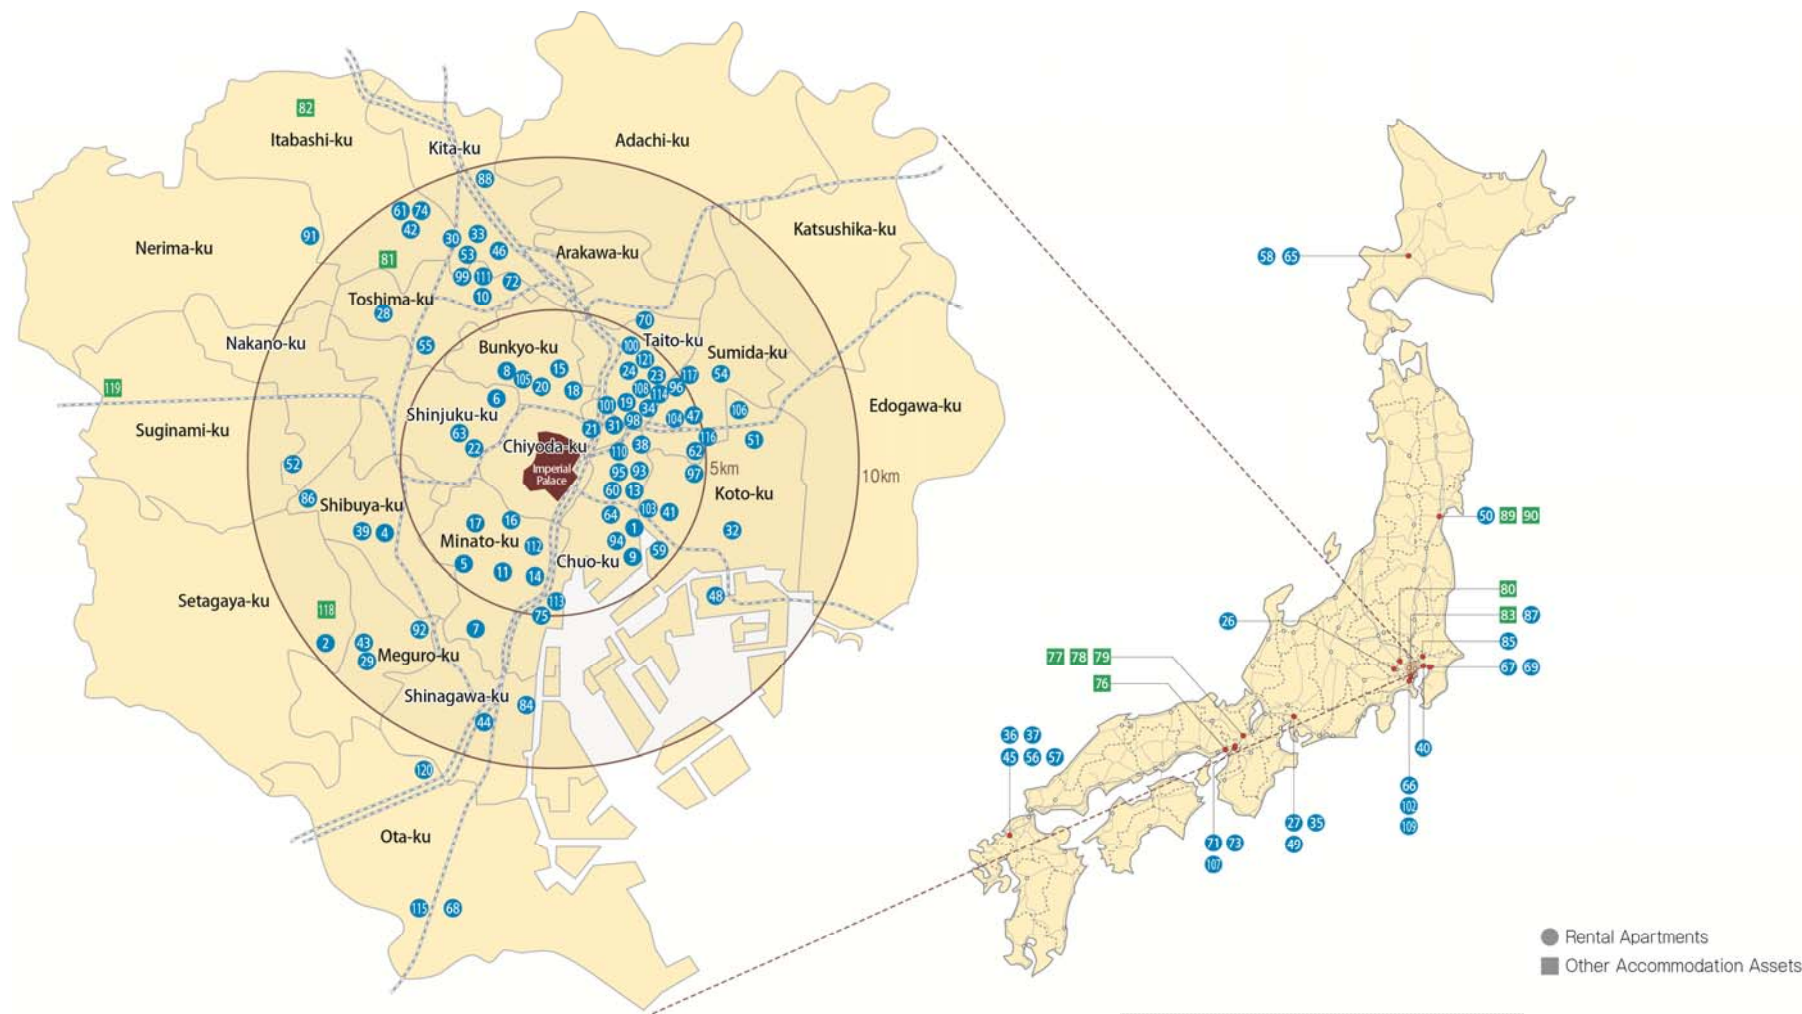 82
Itabashi-ku
Adachi-ku
Kita-ku
88
61 74
42
91
Nerima-ku
30 33
53 46
81
99 111 72
10
Arakawa-ku
Katsushika-ku
Toshima-ku
28
70
Nakano-ku
55
Bunkyo-ku
100 Taito-ku
121
Sumida-ku
8 105 20 15 18
24 23 117 54
108 114 96
119
6
101 19 34
104 47 106
Edogawa-ku
Shinjuku-ku
Suginami-ku
63
22
21 31 98
116 51
Chiyoda-ku
Imperial
Palace
110 38
62
52
95 93
97
5km
10km
86
Shibuya-ku
60 13
Koto-ku
39 4
17 16
64 103 41
32
Minato-ku
112
1
94
9
59
Chuo-ku
5 11 14
48
Setagaya-ku
118
113
75
2 43
29
92
7
Meguro-ku
Shinagawa-ku
84
44
120
Ota-ku
115 68
58 65
50 89 90
80
83 87
26
85
67 69
77 78 79
76
36 37
45 56 57
40
66
102
109
27 35
49
71 73
107
Rental Apartments
Other Accommodation Assets